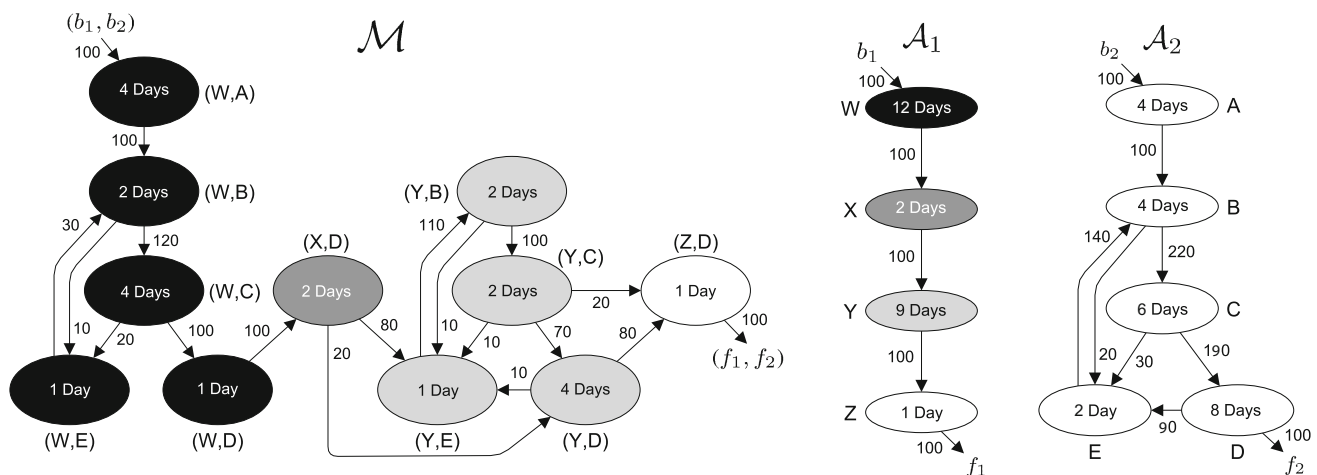 (b₁, b₂)
100
ℳ
4 Days
(W,A)
100
2 Days
(W,B)
30
120
4 Days
(W,C)
10
20
100
1 Day
(W,E)
1 Day
(W,D)
100
(X,D)
2 Days
80
20
(Y,B)
2 Days
110
100
(Y,C)
2 Days
10
10
70
20
1 Day
(Y,E)
10
4 Days
(Y,D)
80
(Z,D)
1 Day
100
(f₁, f₂)
𝒜₁
b₁
100
W
12 Days
100
X
2 Days
100
Y
9 Days
100
Z
1 Day
100
f₁
𝒜₂
b₂
100
4 Days
A
100
4 Days
B
140
220
6 Days
C
20
30
190
2 Day
E
90
8 Days
D
100
f₂